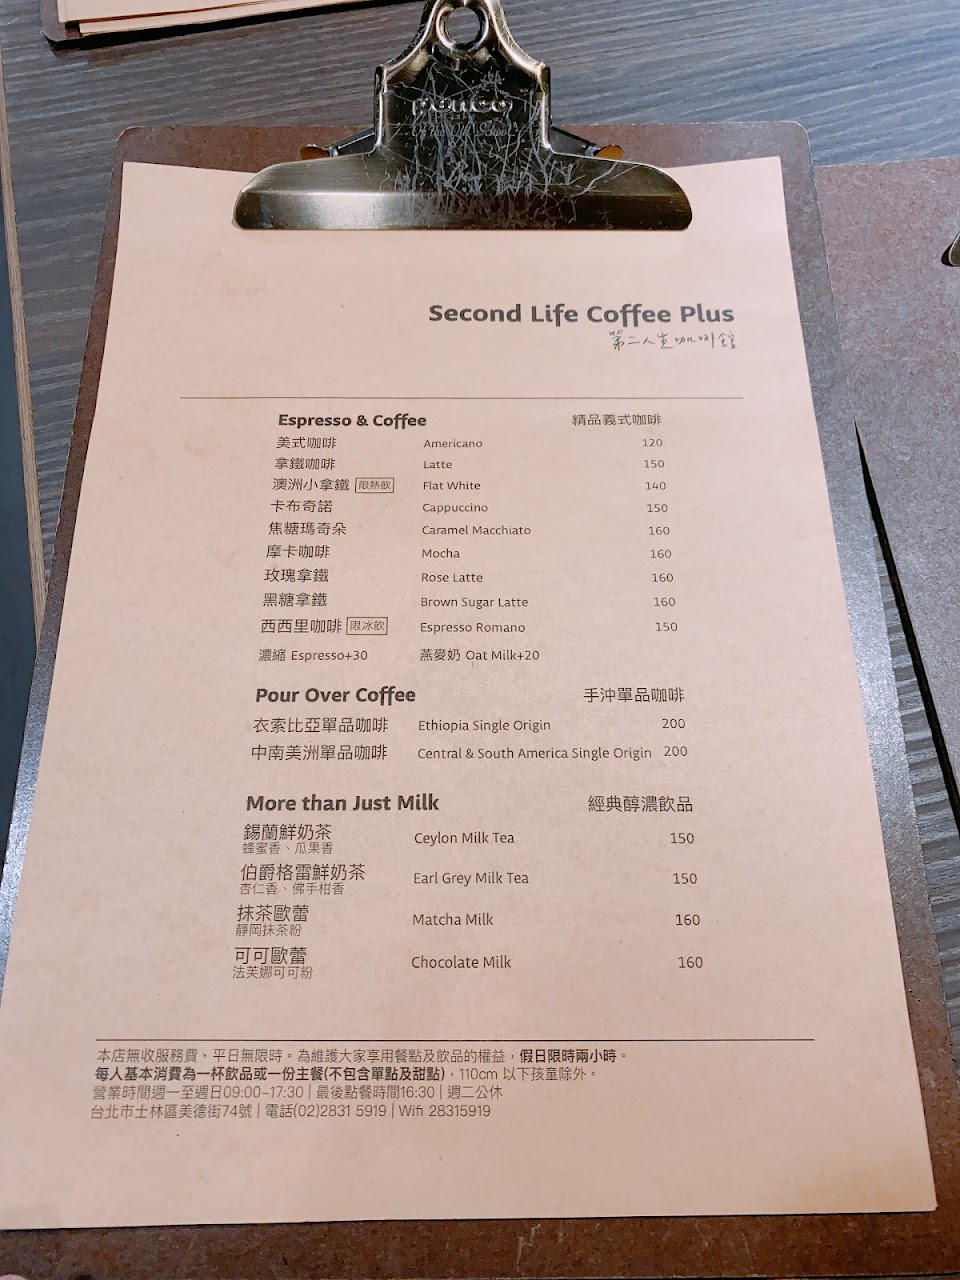 penco
Second Life Coffee Plus
第二人生咖啡館
Espresso & Coffee 精品義式咖啡
美式咖啡 Americano 120
拿鐵咖啡 Latte 150
澳洲小拿鐵 限熱飲 Flat White 140
卡布奇諾 Cappuccino 150
焦糖瑪奇朵 Caramel Macchiato 160
摩卡咖啡 Mocha 160
玫瑰拿鐵 Rose Latte 160
黑糖拿鐵 Brown Sugar Latte 160
西西里咖啡 限冰飲 Espresso Romano 150
濃縮 Espresso+30 燕麥奶 Oat Milk+20
Pour Over Coffee 手沖單品咖啡
衣索比亞單品咖啡 Ethiopia Single Origin 200
中南美洲單品咖啡 Central & South America Single Origin 200
More than Just Milk 經典醇濃飲品
錫蘭鮮奶茶 Ceylon Milk Tea 150
蜂蜜香、瓜果香
伯爵格雷鮮奶茶 Earl Grey Milk Tea 150
杏仁香、佛手柑香
抹茶歐蕾 Matcha Milk 160
靜岡抹茶粉
可可歐蕾 Chocolate Milk 160
法芙娜可可粉
本店無收服務費、平日無限時。為維護大家享用餐點及飲品的權益，假日限時兩小時。
每人基本消費為一杯飲品或一份主餐(不包含單點及甜點)，110cm 以下孩童除外。
營業時間週一至週日09:00-17:30 | 最後點餐時間16:30 | 週二公休
台北市士林區美德街74號 | 電話(02)2831 5919 | Wifi 28315919